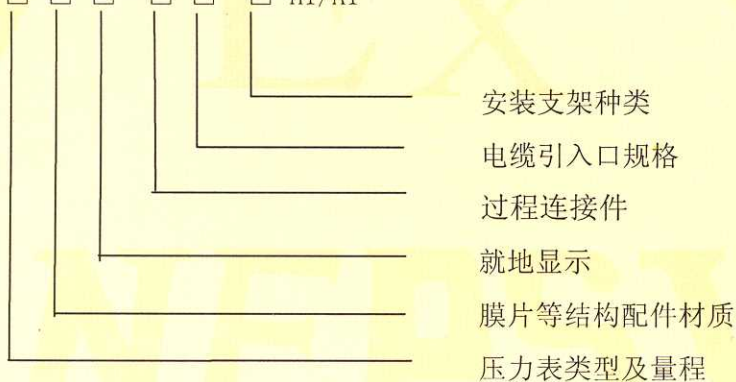 安装支架种类
电缆引入口规格
过程连接件
就地显示
膜片等结构配件材质
压力表类型及量程